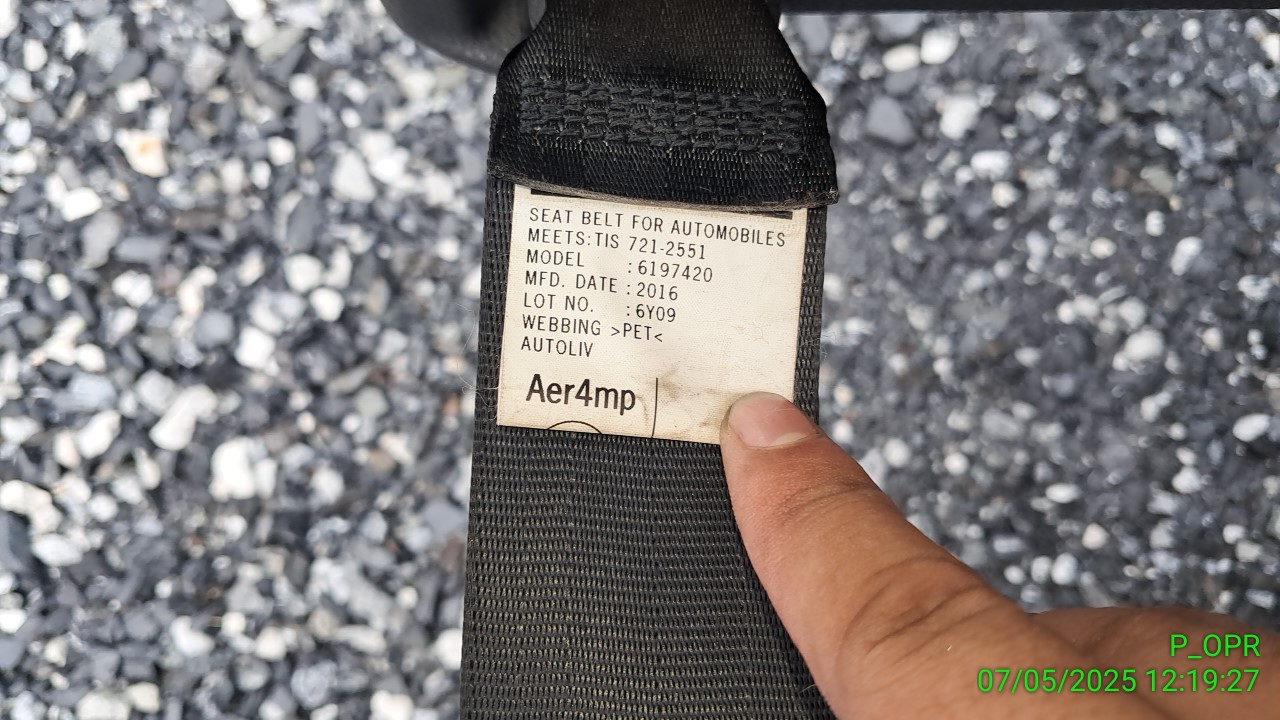 SEAT BELT FOR AUTOMOBILES
MEETS:TIS 721-2551
MODEL :6197420
MFD. DATE : 2016
LOT NO. :6Y09
WEBBING >PET<
AUTOLIV
Aer4mp
P_OPR
07/05/2025 12:19:27